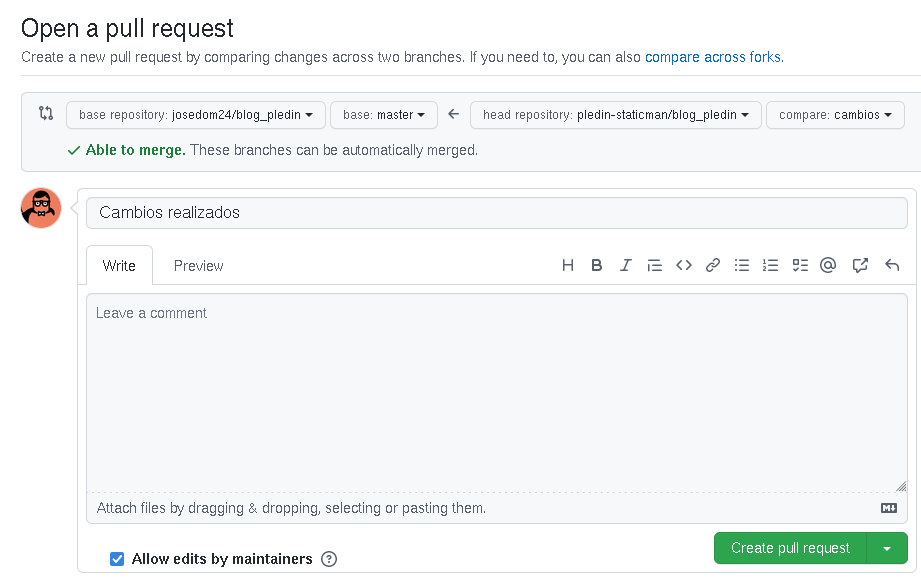 Open a pull request
Create a new pull request by comparing changes across two branches. If you need to, you can also compare across forks.
base repository: josedom24/blog_pledin base: master head repository: pledin-staticman/blog_pledin compare: cambios
Able to merge. These branches can be automatically merged.
Cambios realizados
Write Preview
Leave a comment
Attach files by dragging & dropping, selecting or pasting them.
Allow edits by maintainers
Create pull request